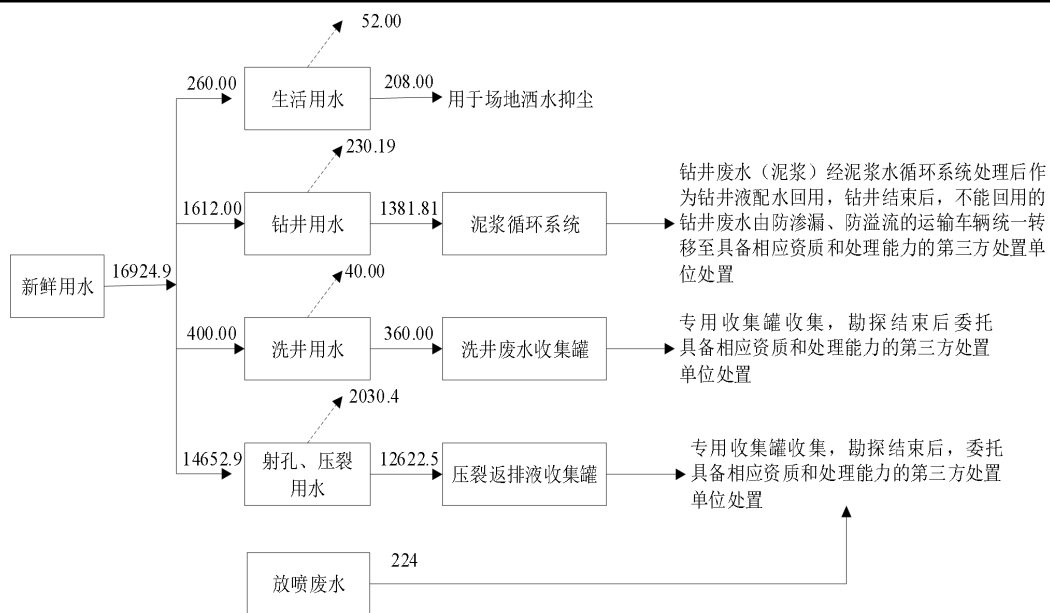 52.00
260.00
生活用水
208.00
用于场地洒水抑尘
230.19
1612.00
钻井用水
1381.81
泥浆循环系统
钻井废水（泥浆）经泥浆水循环系统处理后作
为钻井液配水回用，钻井结束后，不能回用的
钻井废水由防渗漏、防溢流的运输车辆统一转
移至具备相应资质和处理能力的第三方处置单
位处置
新鲜用水
16924.9
40.00
400.00
洗井用水
360.00
洗井废水收集罐
专用收集罐收集，勘探结束后委托
具备相应资质和处理能力的第三方处置
单位处置
2030.4
14652.9
射孔、压裂
用水
12622.5
压裂返排液收集罐
专用收集罐收集，勘探结束后，委托
具备相应资质和处理能力的第三方处置
单位处置
放喷废水
224